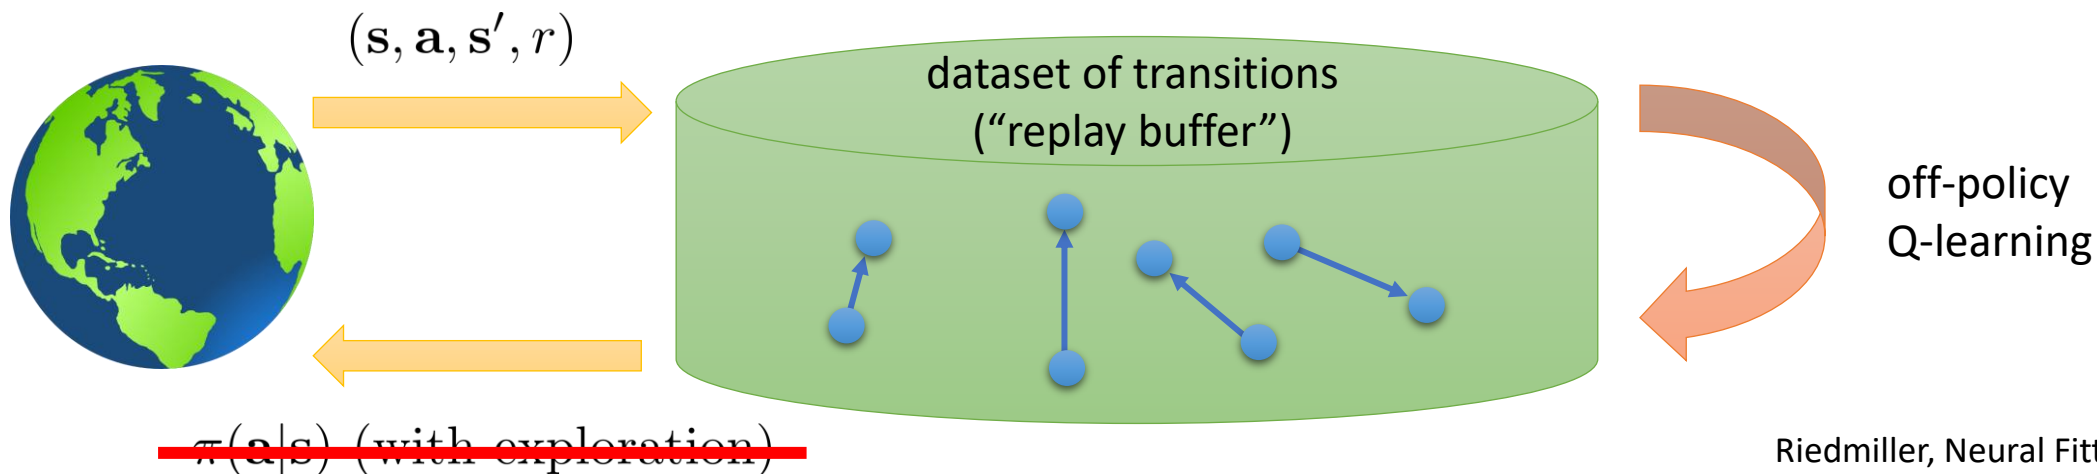 (s, a, s′, r)
dataset of transitions
(“replay buffer”)
off-policy
Q-learning
π(a|s) (with exploration)
Riedmiller, Neural Fitt